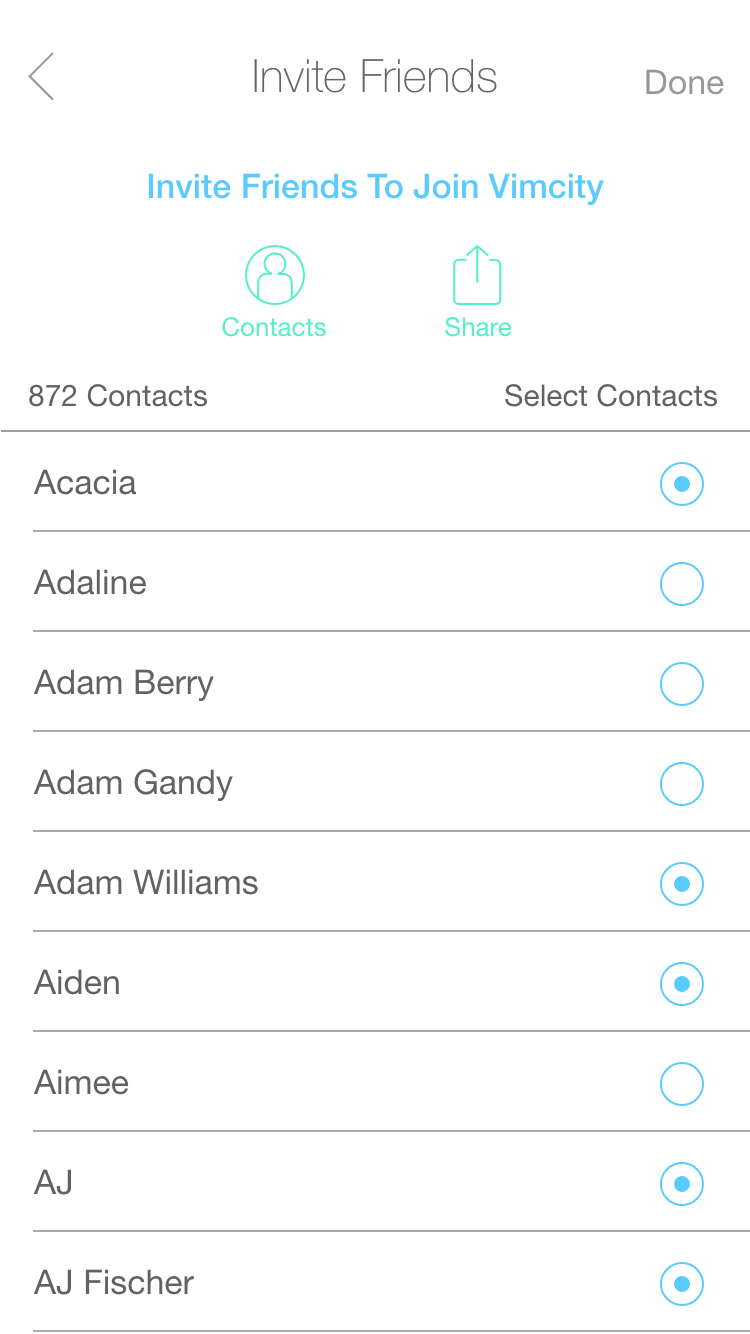 Invite Friends
Done
Invite Friends To Join Vimcity
Contacts
Share
872 Contacts
Select Contacts
Acacia
Adaline
Adam Berry
Adam Gandy
Adam Williams
Aiden
Aimee
AJ
AJ Fischer